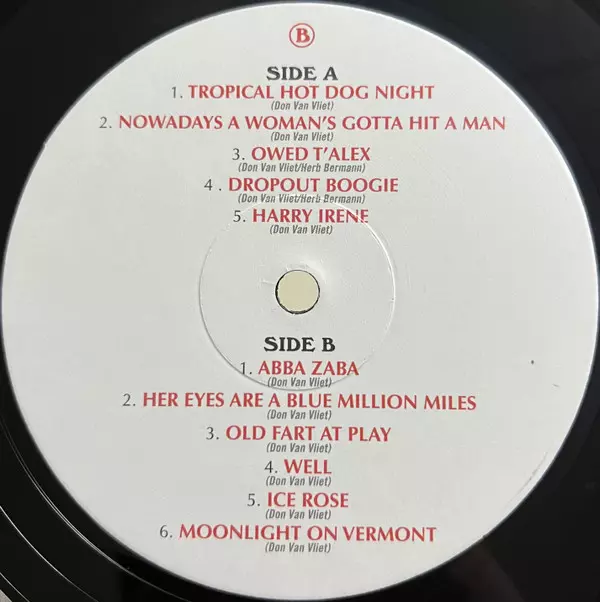 B
SIDE A
1. TROPICAL HOT DOG NIGHT
(Don Van Vliet)
2. NOWADAYS A WOMAN'S GOTTA HIT A MAN
(Don Van Vliet)
3. OWED T'ALEX
(Don Van Vliet/Herb Bermann)
4 . DROPOUT BOOGIE
(Don Van Vliet/Herb Bermann)
5. HARRY IRENE
(Don Van Vliet)
SIDE B
1. ABBA ZABA
(Don Van Vliet)
2. HER EYES ARE A BLUE MILLION MILES
(Don Van Vliet)
3. OLD FART AT PLAY
(Don Van Vliet)
4. WELL
(Don Van Vliet)
5. ICE ROSE
(Don Van Vliet)
6. MOONLIGHT ON VERMONT
(Don Van Vliet)